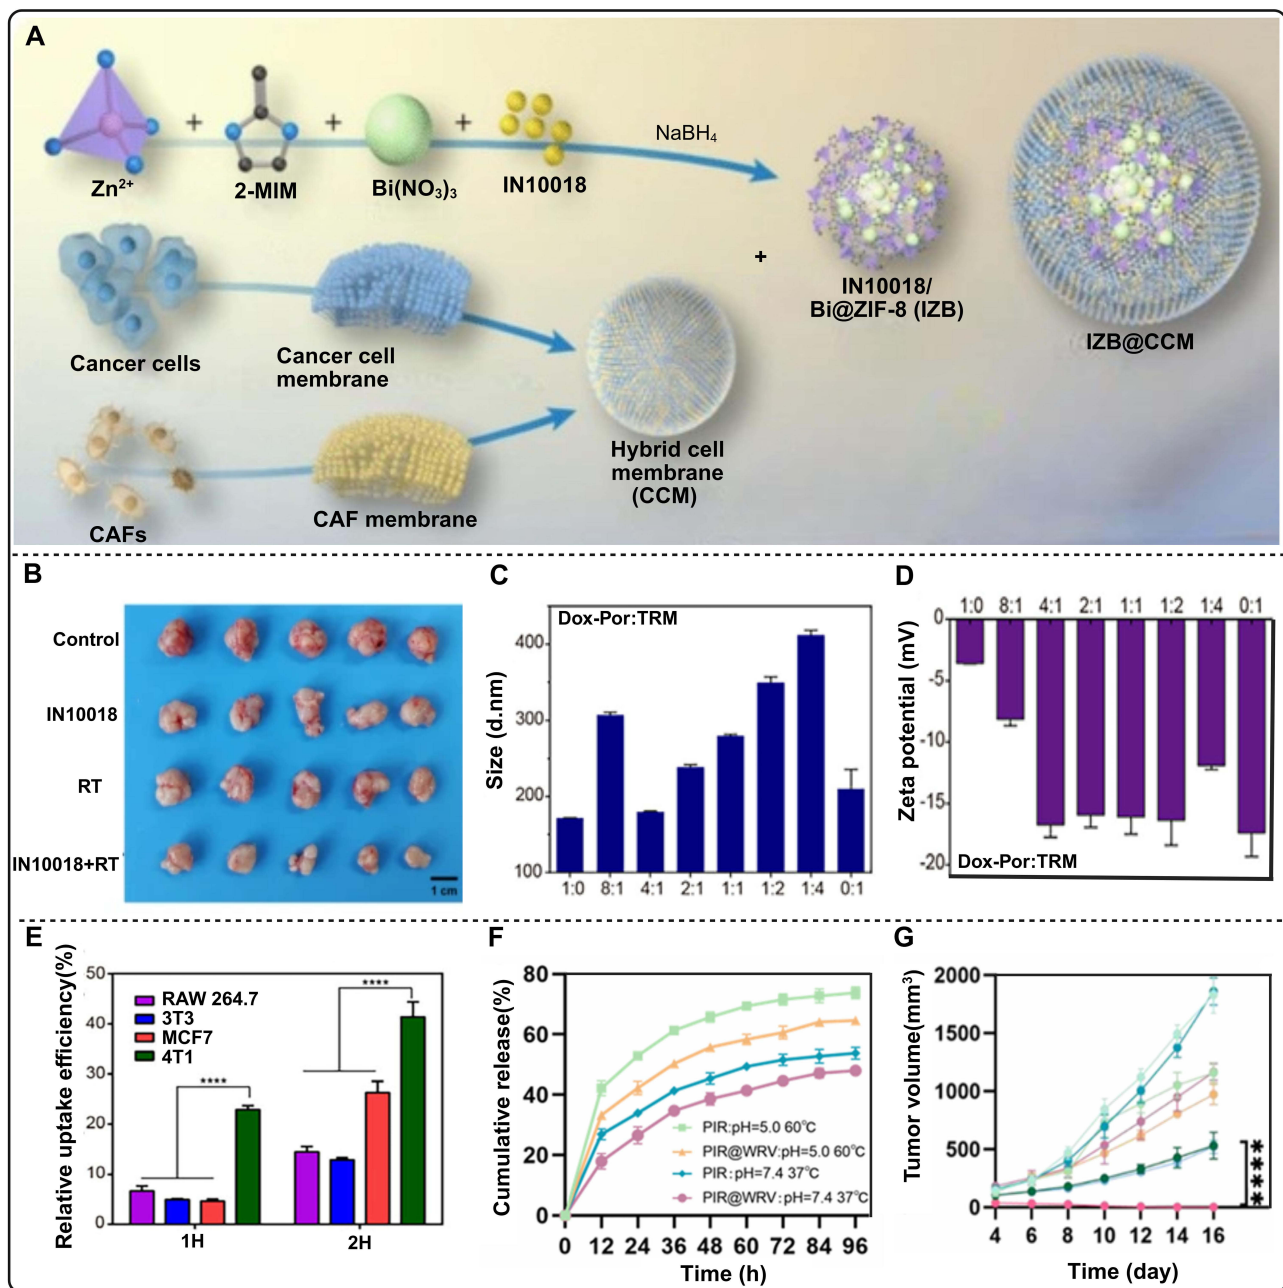 A
+
+
+
NaBH4
Zn2+
2-MIM
Bi(NO3)3
IN10018
+
IN10018/
Bi@ZIF-8 (IZB)
IZB@CCM
Cancer cells
Cancer cell
membrane
Hybrid cell
membrane
(CCM)
CAFs
CAF membrane
B
Control
IN10018
RT
IN10018+RT
1 cm
C
Dox-Por:TRM
Size (d.nm)
400
300
200
100
1:0 8:1 4:1 2:1 1:1 1:2 1:4 0:1
D
1:0 8:1 4:1 2:1 1:1 1:2 1:4 0:1
Zeta potential (mV)
0
-5
-10
-15
-20
Dox-Por:TRM
E
Relative uptake efficiency(%)
50
40
30
20
10
0
RAW 264.7
3T3
MCF7
4T1
****
****
1H 2H
F
Cumulative release(%)
80
60
40
20
0
PIR:pH=5.0 60℃
PIR@WRV:pH=5.0 60℃
PIR:pH=7.4 37℃
PIR@WRV:pH=7.4 37℃
0 12 24 36 48 60 72 84 96
Time (h)
G
Tumor volume(mm3)
2000
1500
1000
500
0
****
4 6 8 10 12 14 16
Time (day)